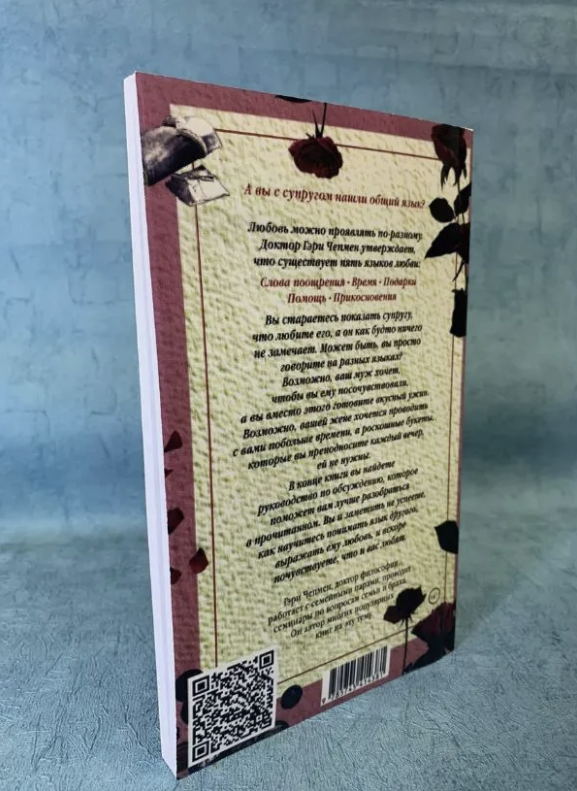 А вы с супругом нашли общий язык?
Любовь можно проявлять по-разному.
Доктор Гэри Чепмен утверждает,
что существует пять языков любви:
Слова поощрения · Время · Подарки
Помощь · Прикосновения
Вы стараетесь показать супругу,
что любите его, а он как будто ничего
не замечает. Может быть, вы просто
говорите на разных языках?
Возможно, ваш муж хочет,
чтобы вы ему посочувствовали,
а вы вместо этого готовите вкусный ужин.
Возможно, вашей жене хочется проводить
с вами побольше времени, а роскошные букеты,
которые вы преподносите каждый вечер,
ей не нужны.
В конце книги вы найдете
руководство по обсуждению, которое
поможет вам лучше разобраться
в прочитанном. Вы и заметить не успеете,
как научитесь понимать язык другого,
выражать ему любовь, и вскоре
почувствуете, что и вас любят.
Гэри Чепмен, доктор философии,
работает с семейными парами, проводит
семинары по вопросам семьи и брака.
Он автор многих популярных
книг на эту тему.